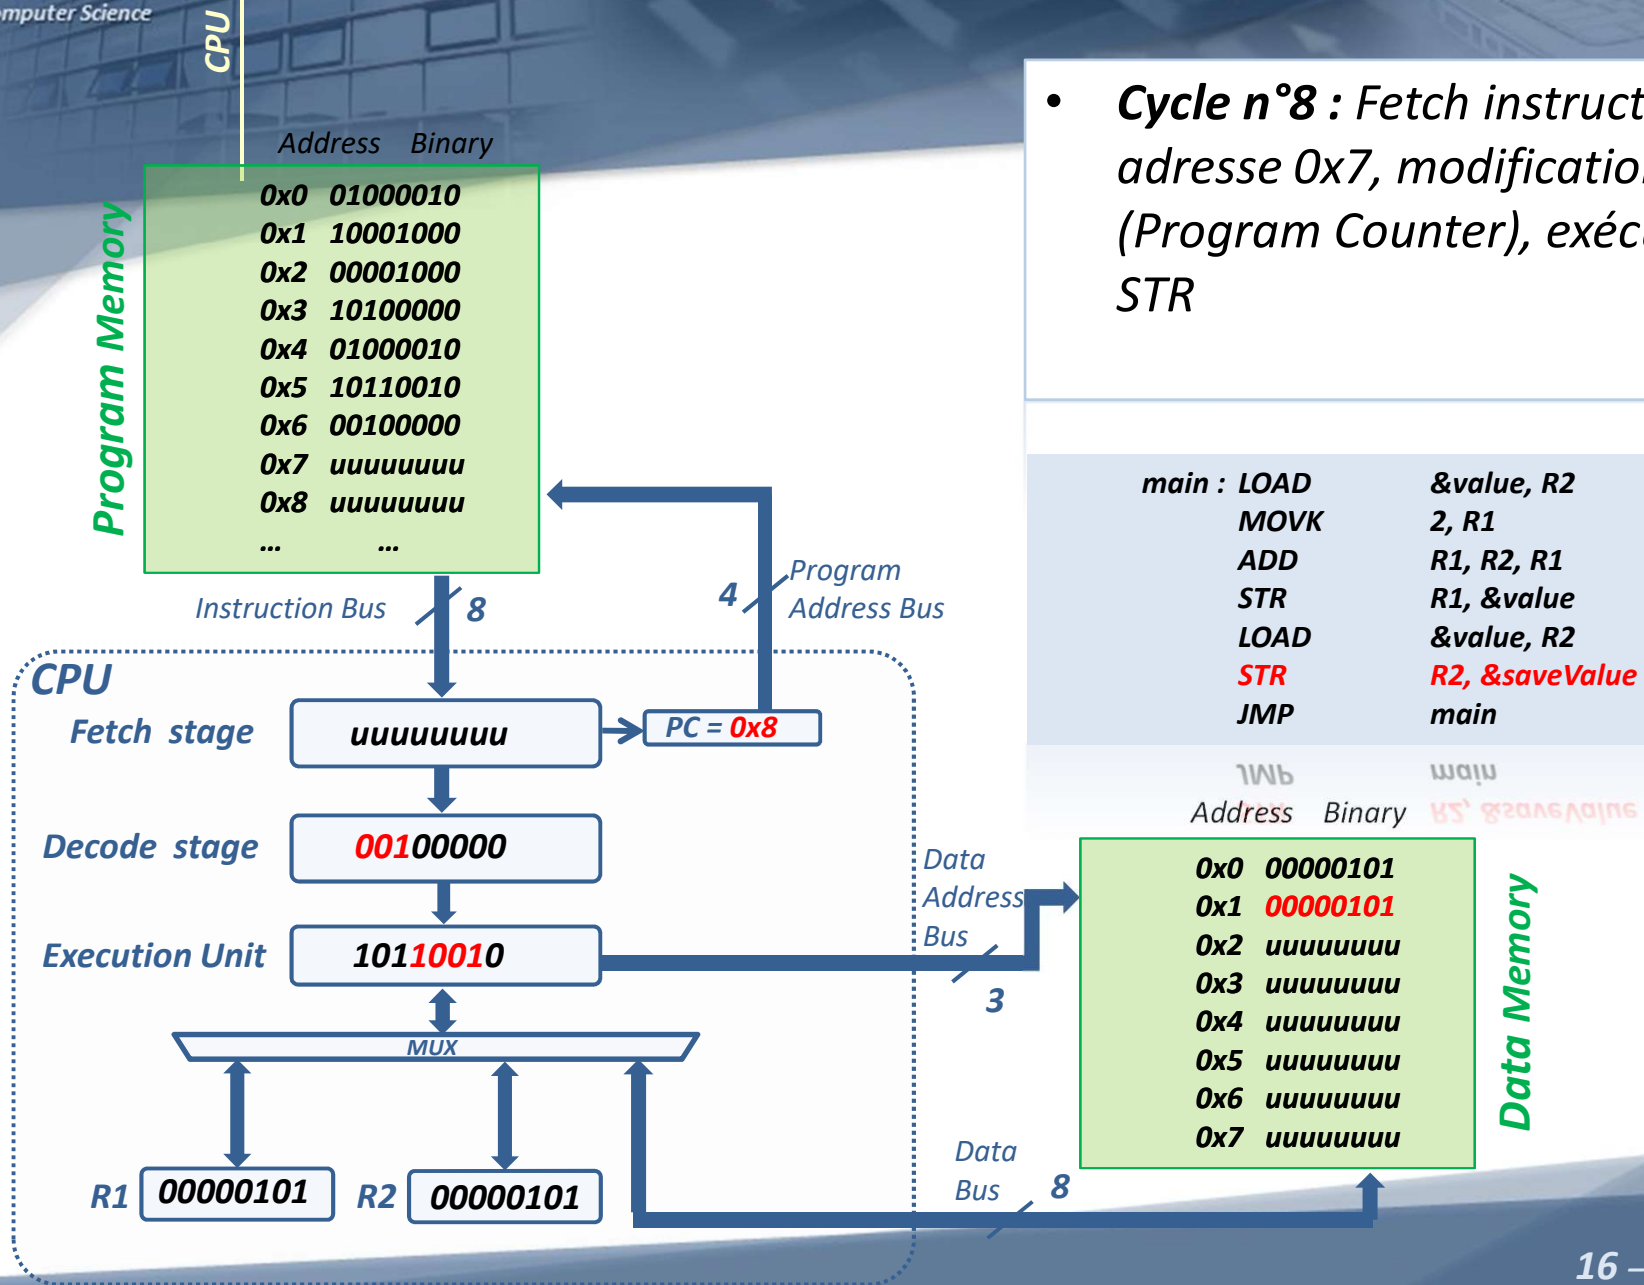 mputer Science
CPU
Cycle n°8 : Fetch instruct
adresse 0x7, modification
(Program Counter), exéc
STR
Address Binary
0x0 01000010
0x1 10001000
0x2 00001000
0x3 10100000
0x4 01000010
0x5 10110010
0x6 00100000
0x7 uuuuuuuu
0x8 uuuuuuuu
... ...
Program Memory
Instruction Bus
8
4
Program
Address Bus
main : LOAD &value, R2
MOVK 2, R1
ADD R1, R2, R1
STR R1, &value
LOAD &value, R2
STR R2, &saveValue
JMP main
CPU
Fetch stage
uuuuuuuu
PC = 0x8
Decode stage
00100000
Execution Unit
10110010
MUX
R1 00000101
R2 00000101
Data
Address
Bus
3
Data
Bus
8
Address Binary
0x0 00000101
0x1 00000101
0x2 uuuuuuuu
0x3 uuuuuuuu
0x4 uuuuuuuu
0x5 uuuuuuuu
0x6 uuuuuuuu
0x7 uuuuuuuu
Data Memory
16 –